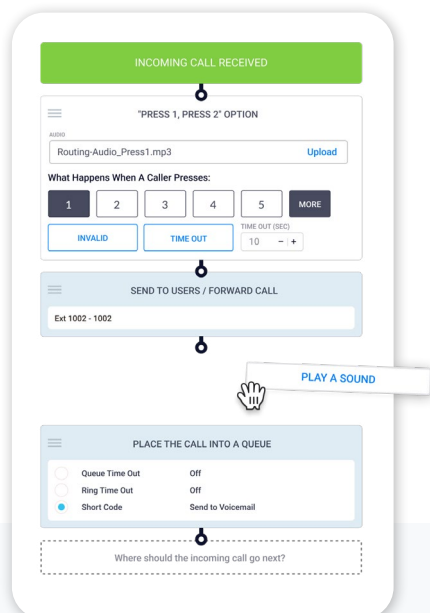 INCOMING CALL RECEIVED
"PRESS 1, PRESS 2" OPTION
AUDIO
Routing-Audio_Press1.mp3 Upload
What Happens When A Caller Presses:
1 2 3 4 5 MORE
INVALID TIME OUT TIME OUT (SEC) 10 - +
SEND TO USERS / FORWARD CALL
Ext 1002 - 1002
PLAY A SOUND
PLACE THE CALL INTO A QUEUE
Queue Time Out Off
Ring Time Out Off
Short Code Send to Voicemail
Where should the incoming call go next?